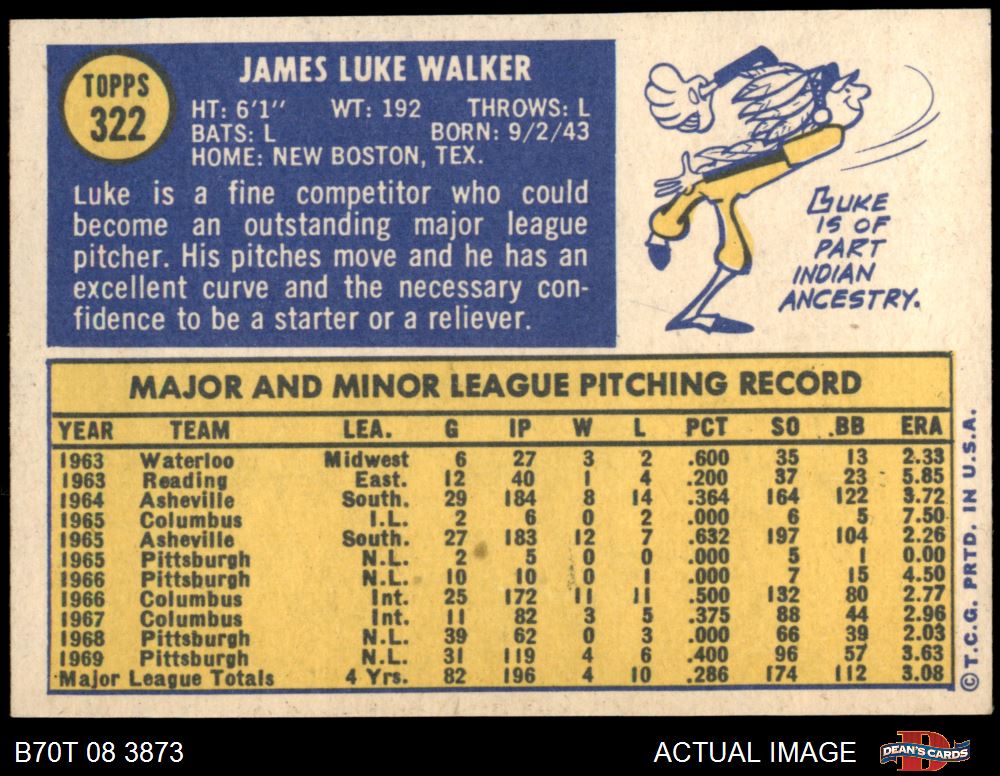 TOPPS
322
JAMES LUKE WALKER
HT: 6'1" WT: 192 THROWS: L
BATS: L BORN: 9/2/43
HOME: NEW BOSTON, TEX.
Luke is a fine competitor who could
become an outstanding major league
pitcher. His pitches move and he has an
excellent curve and the necessary con-
fidence to be a starter or a reliever.
LUKE
IS OF
PART
INDIAN
ANCESTRY.
MAJOR AND MINOR LEAGUE PITCHING RECORD
YEAR TEAM LEA. G IP W L PCT SO BB ERA
1963 Waterloo Midwest 6 27 3 2 .600 35 13 2.33
1963 Reading East. 12 40 1 4 .200 37 23 5.85
1964 Asheville South. 29 184 8 14 .364 164 122 3.72
1965 Columbus I.L. 2 6 0 2 .000 6 5 7.50
1965 Asheville South. 27 183 12 7 .632 197 104 2.26
1965 Pittsburgh N.L. 2 5 0 0 .000 5 1 0.00
1966 Pittsburgh N.L. 10 10 0 1 .000 7 15 4.50
1966 Columbus Int. 25 172 11 11 .500 132 80 2.77
1967 Columbus Int. 11 82 3 5 .375 88 44 2.96
1968 Pittsburgh N.L. 39 62 0 3 .000 66 39 2.03
1969 Pittsburgh N.L. 31 119 4 6 .400 96 57 3.63
Major League Totals 4 Yrs. 82 196 4 10 .286 174 112 3.08
© T.C.G. PRTD. IN U.S.A.
B70T 08 3873
ACTUAL IMAGE
D
DEAN'S CARDS